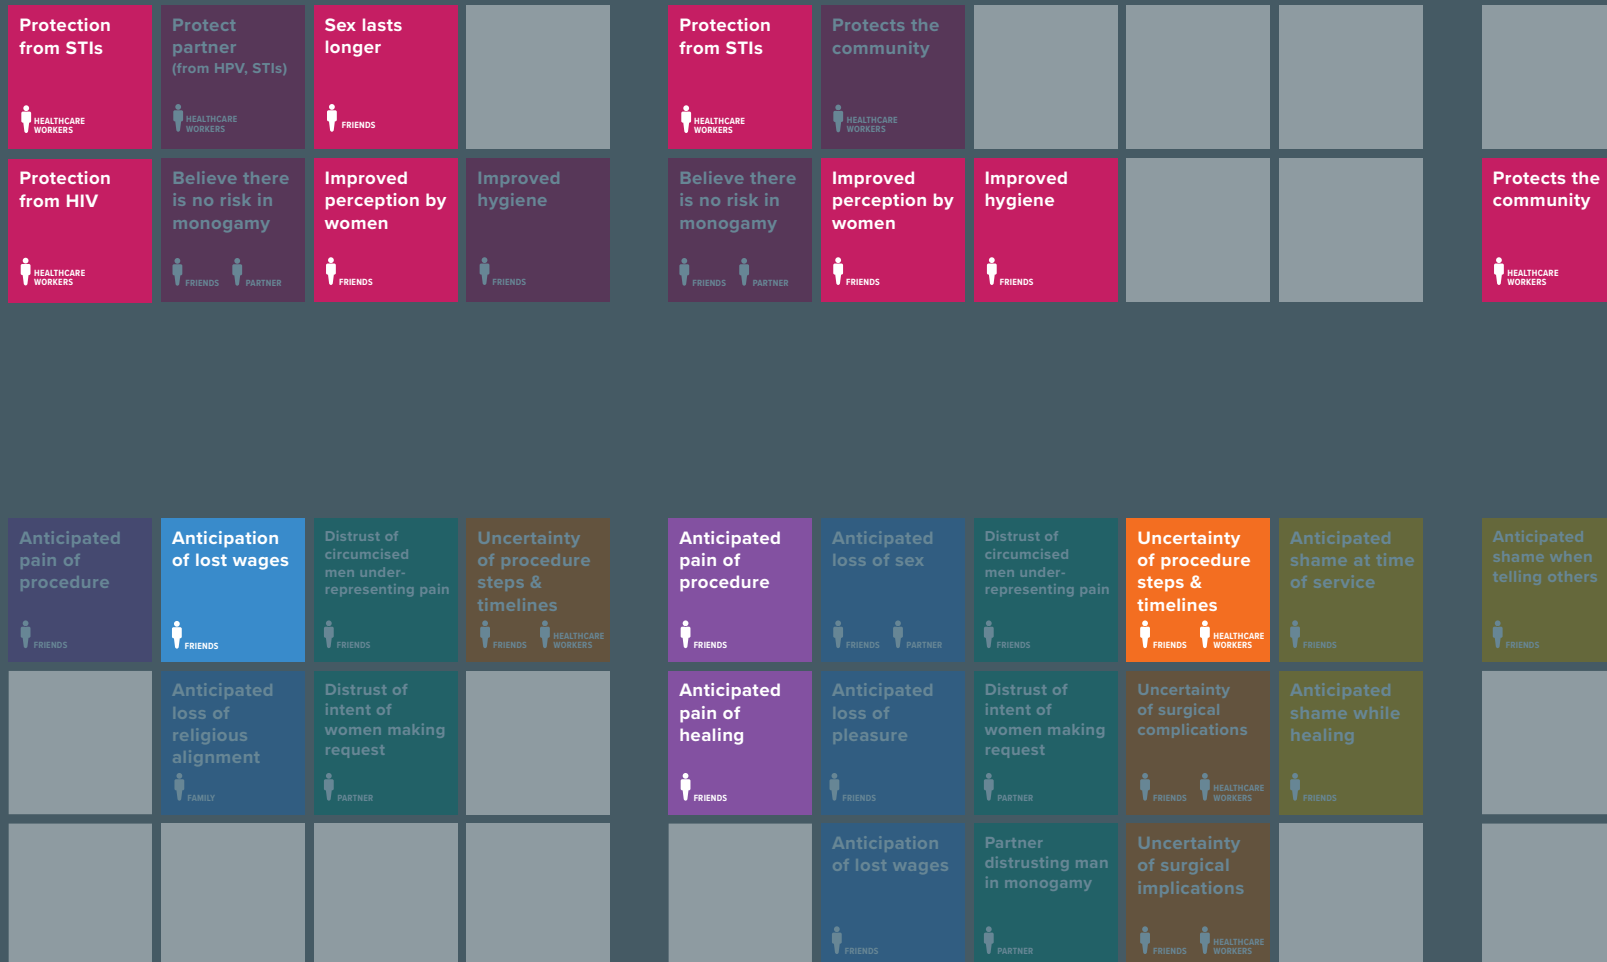 Protection
from STIs
HEALTHCARE
WORKERS
Protect
partner
(from HPV, STIs)
HEALTHCARE
WORKERS
Sex lasts
longer
FRIENDS
Protection
from STIs
HEALTHCARE
WORKERS
Protects the
community
HEALTHCARE
WORKERS
Protection
from HIV
HEALTHCARE
WORKERS
Believe there
is no risk in
monogamy
FRIENDS PARTNER
Improved
perception by
women
FRIENDS
Improved
hygiene
FRIENDS
Believe there
is no risk in
monogamy
FRIENDS PARTNER
Improved
perception by
women
FRIENDS
Improved
hygiene
FRIENDS
Protects the
community
HEALTHCARE
WORKERS
Anticipated
pain of
procedure
FRIENDS
Anticipation
of lost wages
FRIENDS
Distrust of
circumcised
men under-
representing pain
FRIENDS
Uncertainty
of procedure
steps &
timelines
FRIENDS HEALTHCARE
WORKERS
Anticipated
pain of
procedure
FRIENDS
Anticipated
loss of sex
FRIENDS PARTNER
Distrust of
circumcised
men under-
representing pain
FRIENDS
Uncertainty
of procedure
steps &
timelines
FRIENDS HEALTHCARE
WORKERS
Anticipated
shame at time
of service
FRIENDS
Anticipated
shame when
telling others
FRIENDS
Anticipated
loss of
religious
alignment
FAMILY
Distrust of
intent of
women making
request
PARTNER
Anticipated
pain of
healing
FRIENDS
Anticipated
loss of
pleasure
FRIENDS
Distrust of
intent of
women making
request
PARTNER
Uncertainty
of surgical
complications
FRIENDS HEALTHCARE
WORKERS
Anticipated
shame while
healing
FRIENDS
Anticipation
of lost wages
FRIENDS
Partner
distrusting man
in monogamy
PARTNER
Uncertainty
of surgical
implications
FRIENDS HEALTHCARE
WORKERS